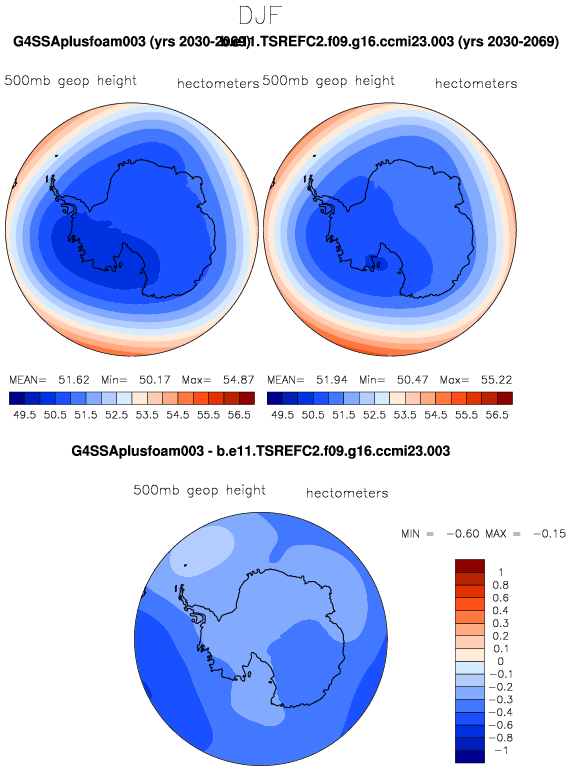 DJF
G4SSAplusfoam003 (yrs 2030-2069) b.e11.TSREFC2.f09.g16.ccmi23.003 (yrs 2030-2069)
500mb geop height hectometers 500mb geop height hectometers
MEAN= 51.62 Min= 50.17 Max= 54.87 MEAN= 51.94 Min= 50.47 Max= 55.22
49.5 50.5 51.5 52.5 53.5 54.5 55.5 56.5 49.5 50.5 51.5 52.5 53.5 54.5 55.5 56.5
G4SSAplusfoam003 - b.e11.TSREFC2.f09.g16.ccmi23.003
500mb geop height hectometers
MIN = -0.60 MAX = -0.15
1
0.8
0.6
0.4
0.3
0.2
0.1
0
-0.1
-0.2
-0.3
-0.4
-0.6
-0.8
-1